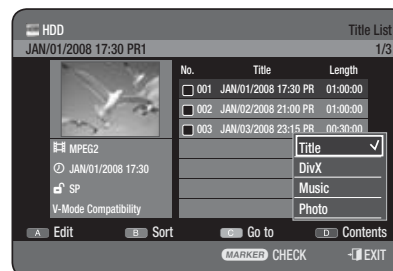 HDD Title List
JAN/01/2008 17:30 PR1 1/3
No. Title Length
001 JAN/01/2008 17:30 PR 01:00:00
002 JAN/02/2008 21:00 PR 01:00:00
003 JAN/03/2008 23:15 PR 00:30:00
MPEG2
JAN/01/2008 17:30
SP
V-Mode Compatibility
Title ✓
DivX
Music
Photo
A Edit B Sort C Go to D Contents
MARKER CHECK EXIT